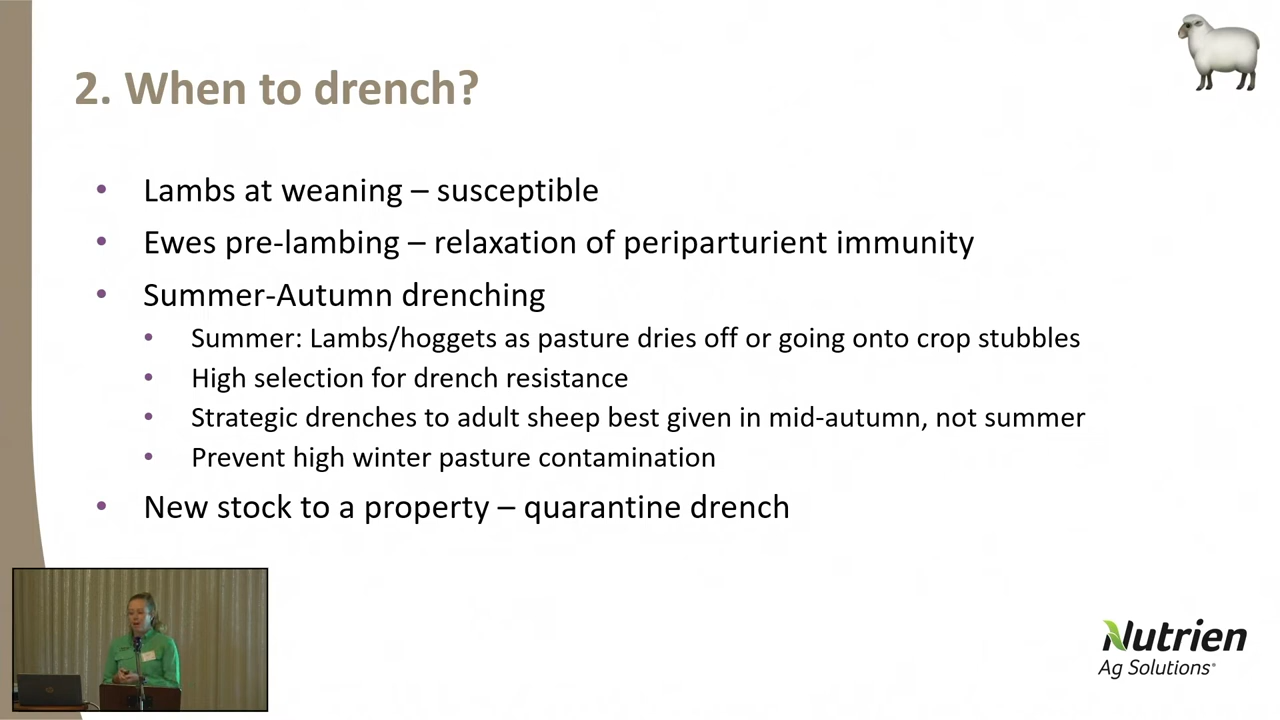 2. When to drench?
• Lambs at weaning – susceptible
• Ewes pre-lambing – relaxation of periparturient immunity
• Summer-Autumn drenching
• Summer: Lambs/hoggets as pasture dries off or going onto crop stubbles
• High selection for drench resistance
• Strategic drenches to adult sheep best given in mid-autumn, not summer
• Prevent high winter pasture contamination
• New stock to a property – quarantine drench
Nutrien
Ag Solutions